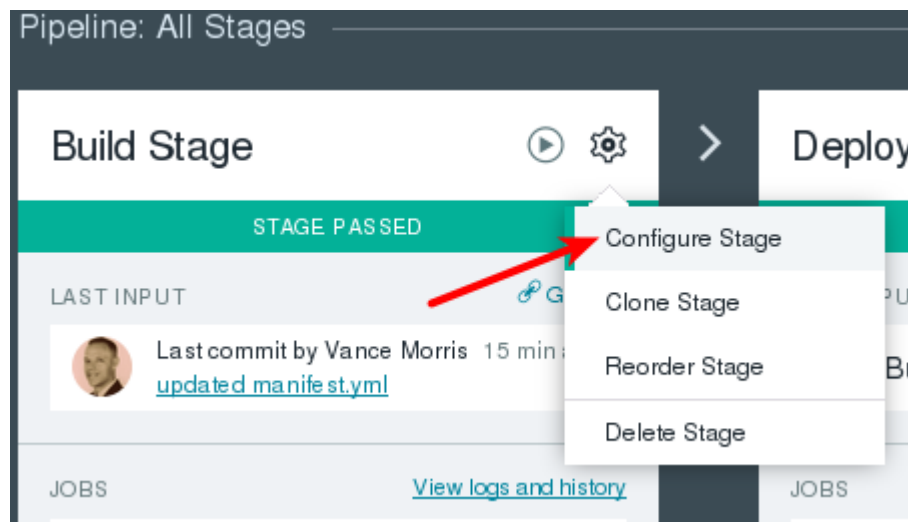 Pipeline: All Stages
Build Stage
STAGE PASSED
LAST INPUT
G
Last commit by Vance Morris 15 min
updated manifest.yml
JOBS
View logs and history
Configure Stage
Clone Stage
Reorder Stage
Delete Stage
Deploy
JOBS